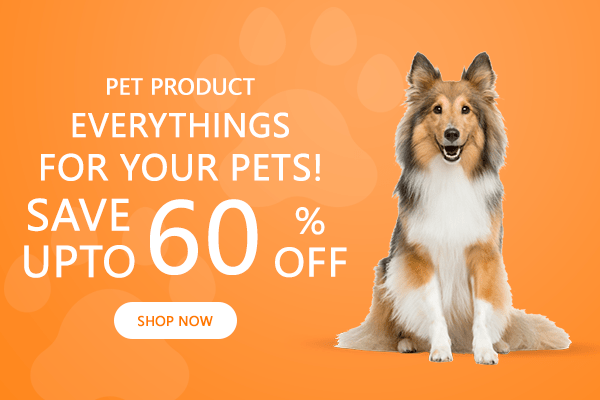 PET PRODUCT
EVERYTHINGS
FOR YOUR PETS!
SAVE
UPTO
60
%
OFF
SHOP NOW